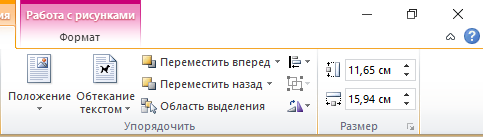 ия
Работа с рисунками
Формат
Положение
Обтекание
текстом
Переместить вперед
Переместить назад
Область выделения
Упорядочить
11,65 см
15,94 см
Размер